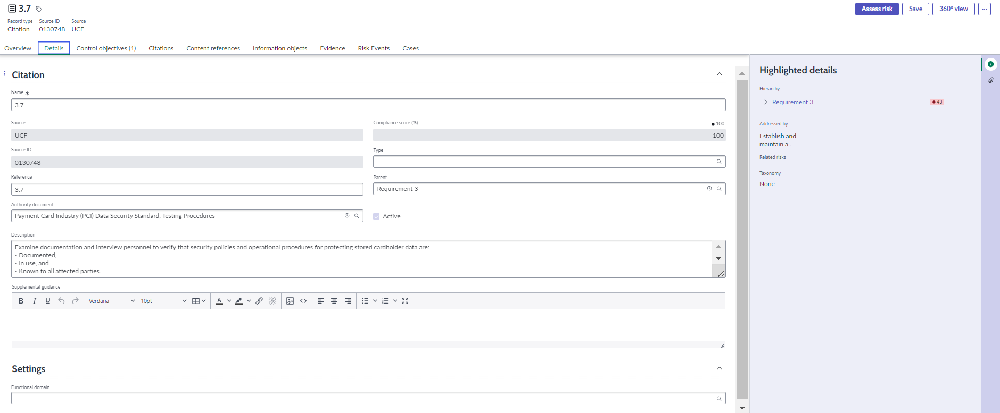 3.7
Assess risk
Save
360° view
Record type
Source ID
Source
Citation
0130748
UCF
Overview
Details
Control objectives (1)
Citations
Content references
Information objects
Evidence
Risk Events
Cases
Citation
Name *
3.7
Source
UCF
Compliance score (%)
100
100
Source ID
0130748
Type
Reference
3.7
Parent
Requirement 3
Authority document
Payment Card Industry (PCI) Data Security Standard, Testing Procedures
Active
Description
Examine documentation and interview personnel to verify that security policies and operational procedures for protecting stored cardholder data are:
- Documented,
- In use, and
- Known to all affected parties.
Supplemental guidance
B I U
Verdana
10pt
A
Settings
Functional domain
Highlighted details
Hierarchy
Requirement 3
43
Addressed by
Establish and
maintain a...
Related risks
Taxonomy
None